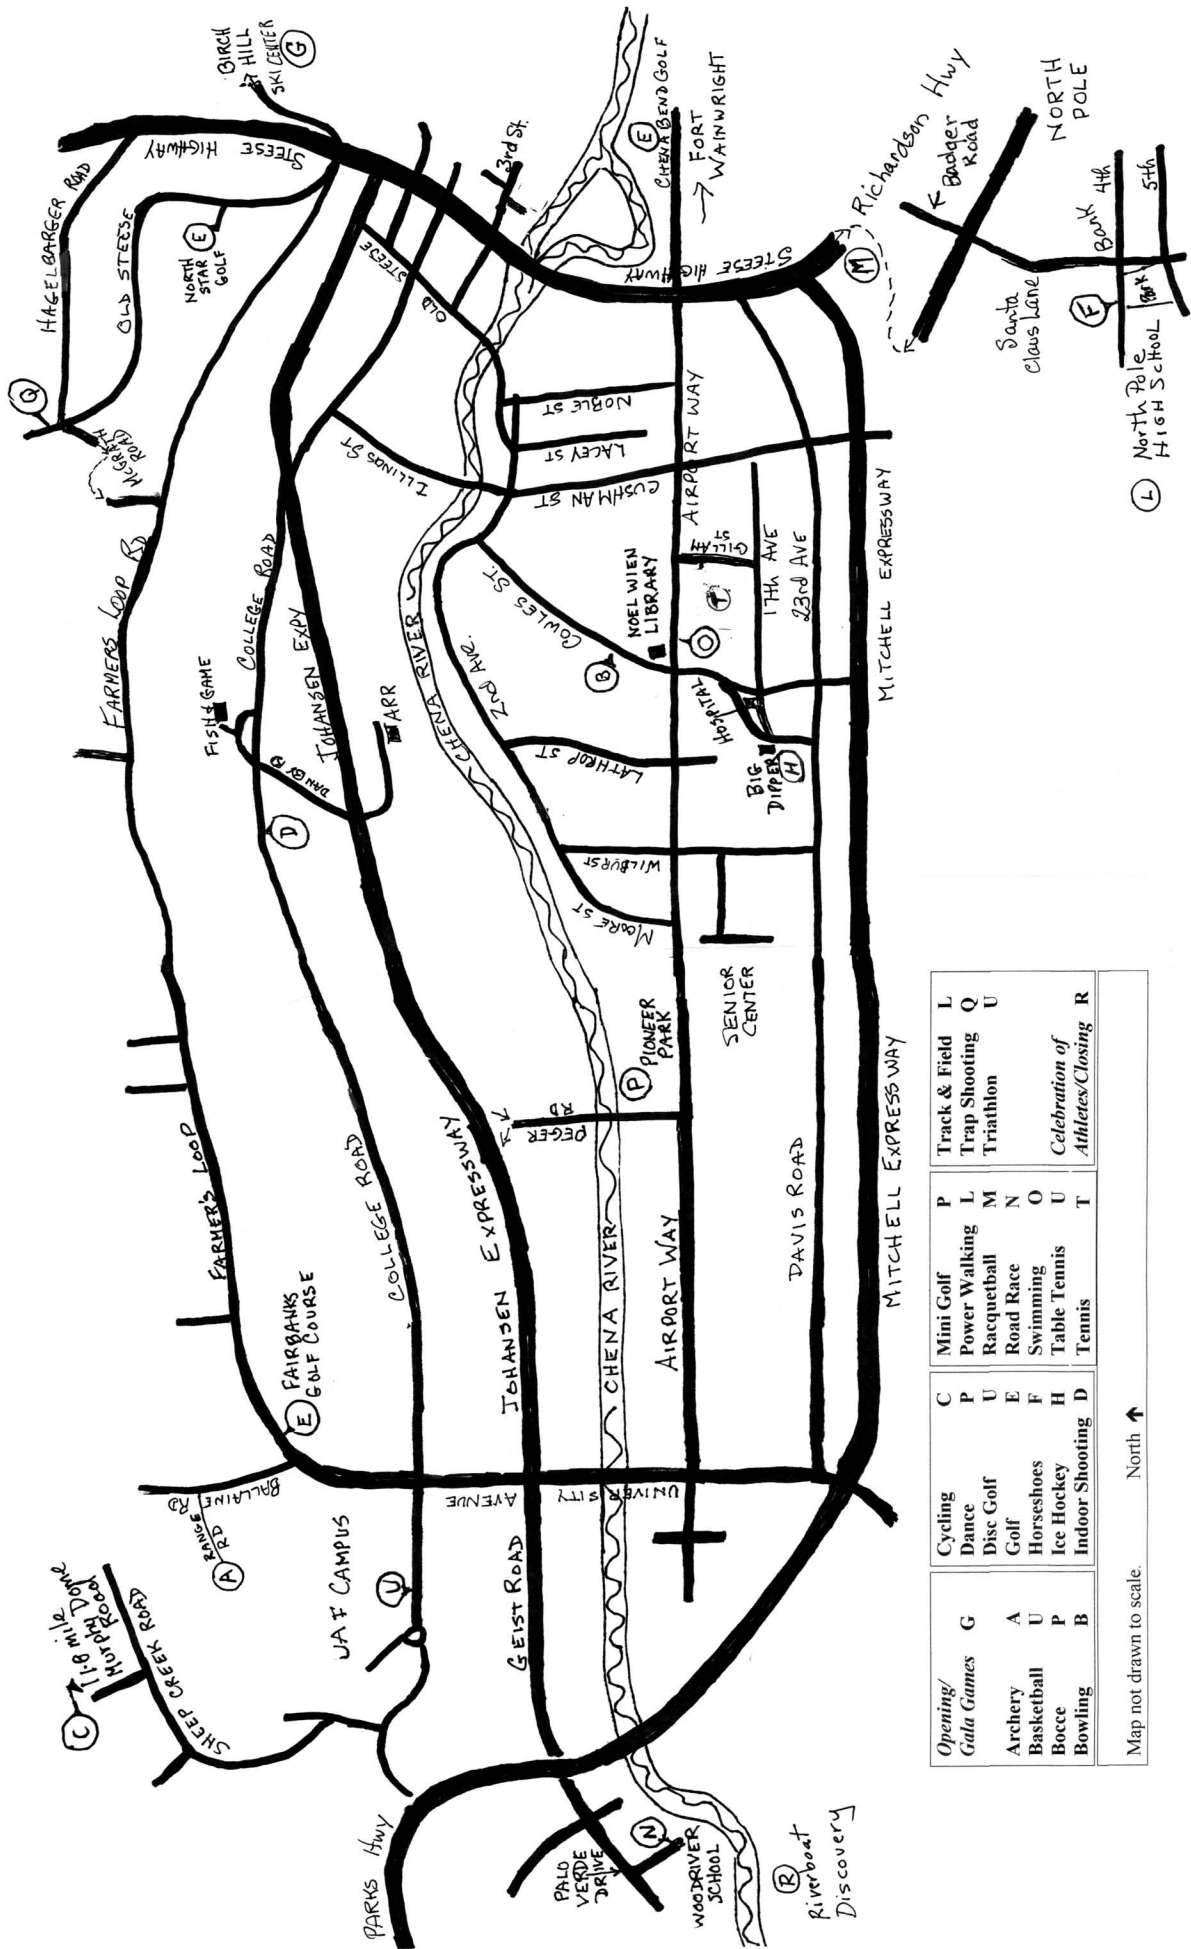 BIRCH
HILL
SKI CENTER
G
HAGELBARGER ROAD
STEESE HIGHWAY
OLD STEESE
NORTH
STAR
GOLF
E
Q
McGRATH
ROAD
FARMERS LOOP RD
3rd St.
OLD STEESE
E
CHENA BEND GOLF
→ FORT
WAINWRIGHT
STEESE HIGHWAY
M
Richardson Hwy
Badger
Road
NORTH
POLE
Santa
Claus Lane
Bank 4th
5th
F
L
North Pole
HIGH SCHOOL
ILLINOIS ST
NOBLE ST
LACEY ST
CUSHMAN ST
AIRPORT WAY
COLLEGE ROAD
JOHANSEN EXPY
FISH & GAME
DANBY RD
ARR
D
CHENA RIVER
CHENA RIVER
2nd AVE.
COWLES ST.
B
NOEL WIEN
LIBRARY
O
T
GILLAM
ST
17th AVE
23rd AVE
MITCHELL EXPRESSWAY
LATHROP ST
HOSPITAL
BIG
DIPPER
H
WILBUR ST
MOORE ST
SENIOR
CENTER
P
PIONEER
PARK
PEGER
RD
FARMER'S LOOP
COLLEGE ROAD
JOHANSEN EXPRESSWAY
CHENA RIVER
AIRPORT WAY
DAVIS ROAD
MITCHELL EXPRESSWAY
E
FAIRBANKS
GOLF COURSE
BALLAINE
RD
RANGE
RD
A
UNIVERSITY AVENUE
UAF CAMPUS
U
GEIST ROAD
C
11.8 mile
Murphy Dome
Road
SHEEP CREEK ROAD
PARKS HWY
PALO
VERDE
DRIVE
N
WOODRIVER
SCHOOL
R
Riverboat
Discovery
Opening/
Gala Games G
Archery A
Basketball U
Bocce P
Bowling B
Cycling C
Dance P
Disc Golf U
Golf E
Horseshoes F
Ice Hockey H
Indoor Shooting D
Mini Golf P
Power Walking L
Racquetball M
Road Race N
Swimming O
Table Tennis U
Tennis T
Track & Field L
Trap Shooting Q
Triathlon U
Celebration of
Athletes/Closing R
Map not drawn to scale. North ↑